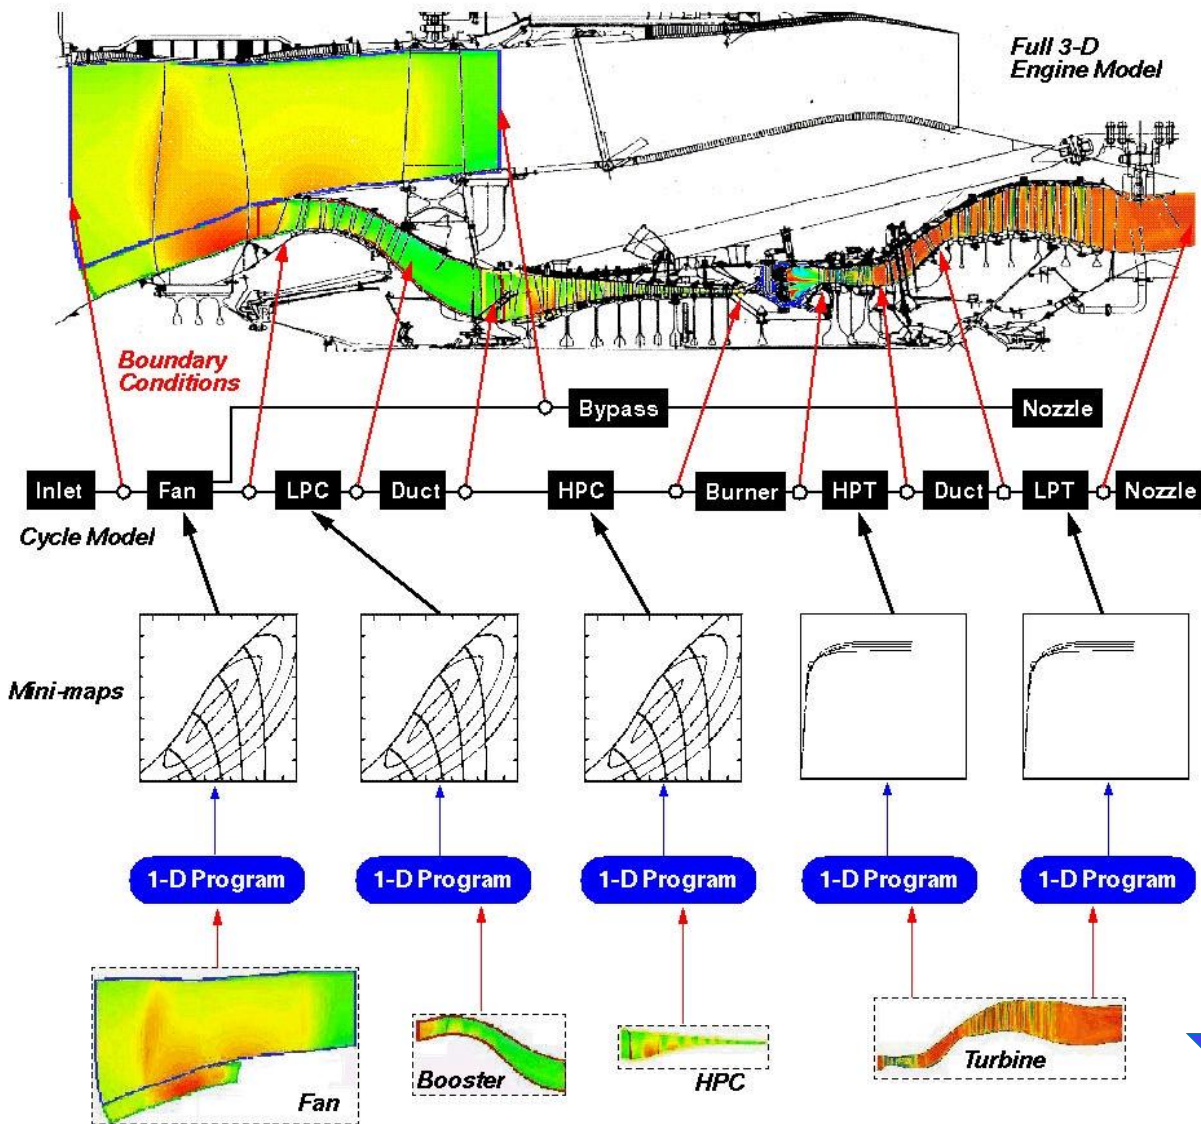 Full 3-D
Engine Model
Boundary
Conditions
Bypass
Nozzle
Inlet
Fan
LPC
Duct
HPC
Burner
HPT
Duct
LPT
Nozzle
Cycle Model
Mini-maps
1-D Program
1-D Program
1-D Program
1-D Program
1-D Program
Fan
Booster
HPC
Turbine